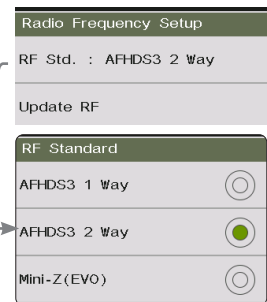 Radio Frequency Setup
RF Std. : AFHDS3 2 Way
Update RF
RF Standard
AFHDS3 1 Way
AFHDS3 2 Way
Mini-Z(EVO)